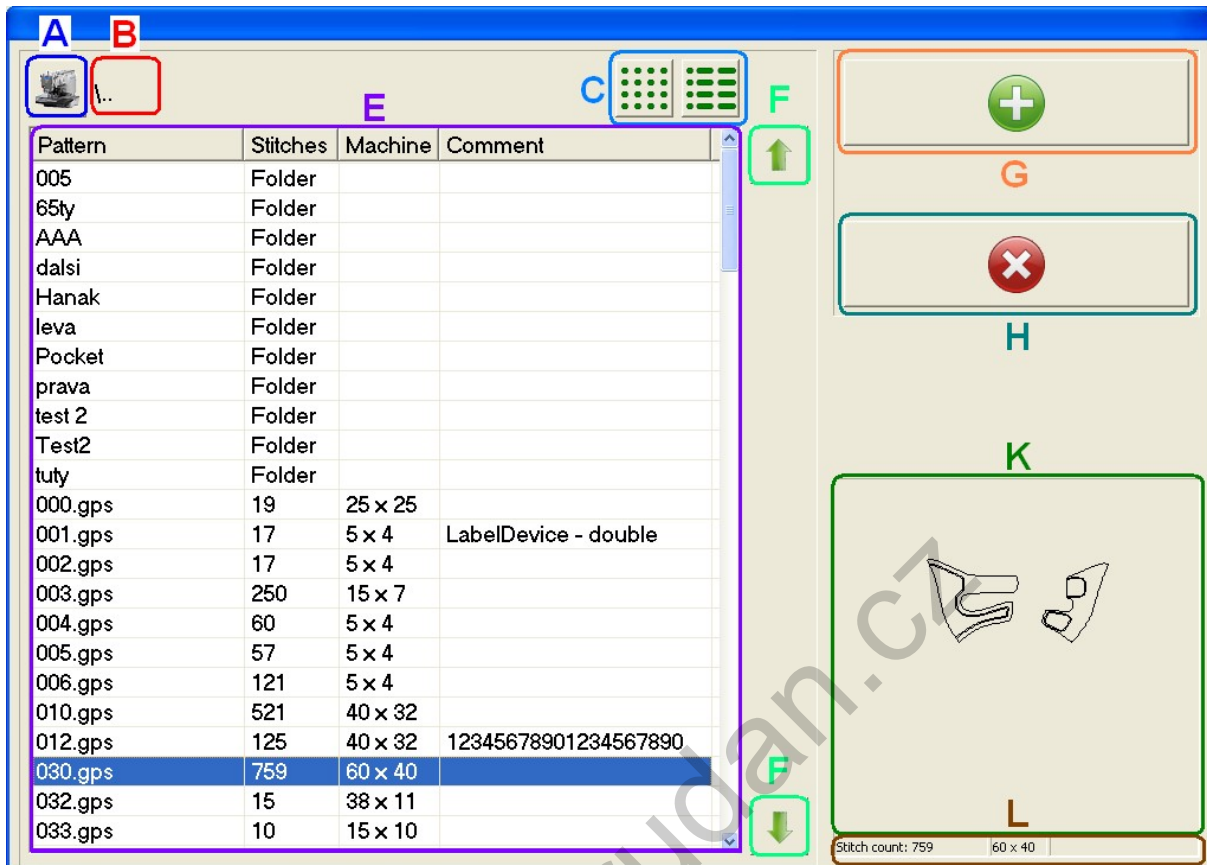 A B
\..
C
E
F
Pattern Stitches Machine Comment
005 Folder
65ty Folder
AAA Folder
dalsi Folder
Hanak Folder
leva Folder
Pocket Folder
prava Folder
test 2 Folder
Test2 Folder
tuty Folder
000.gps 19 25 x 25
001.gps 17 5 x 4 LabelDevice - double
002.gps 17 5 x 4
003.gps 250 15 x 7
004.gps 60 5 x 4
005.gps 57 5 x 4
006.gps 121 5 x 4
010.gps 521 40 x 32
012.gps 125 40 x 32 12345678901234567890
030.gps 759 60 x 40
032.gps 15 38 x 11
033.gps 10 15 x 10
F
G
H
K
L
Stitch count: 759 60 x 40
udan.cz